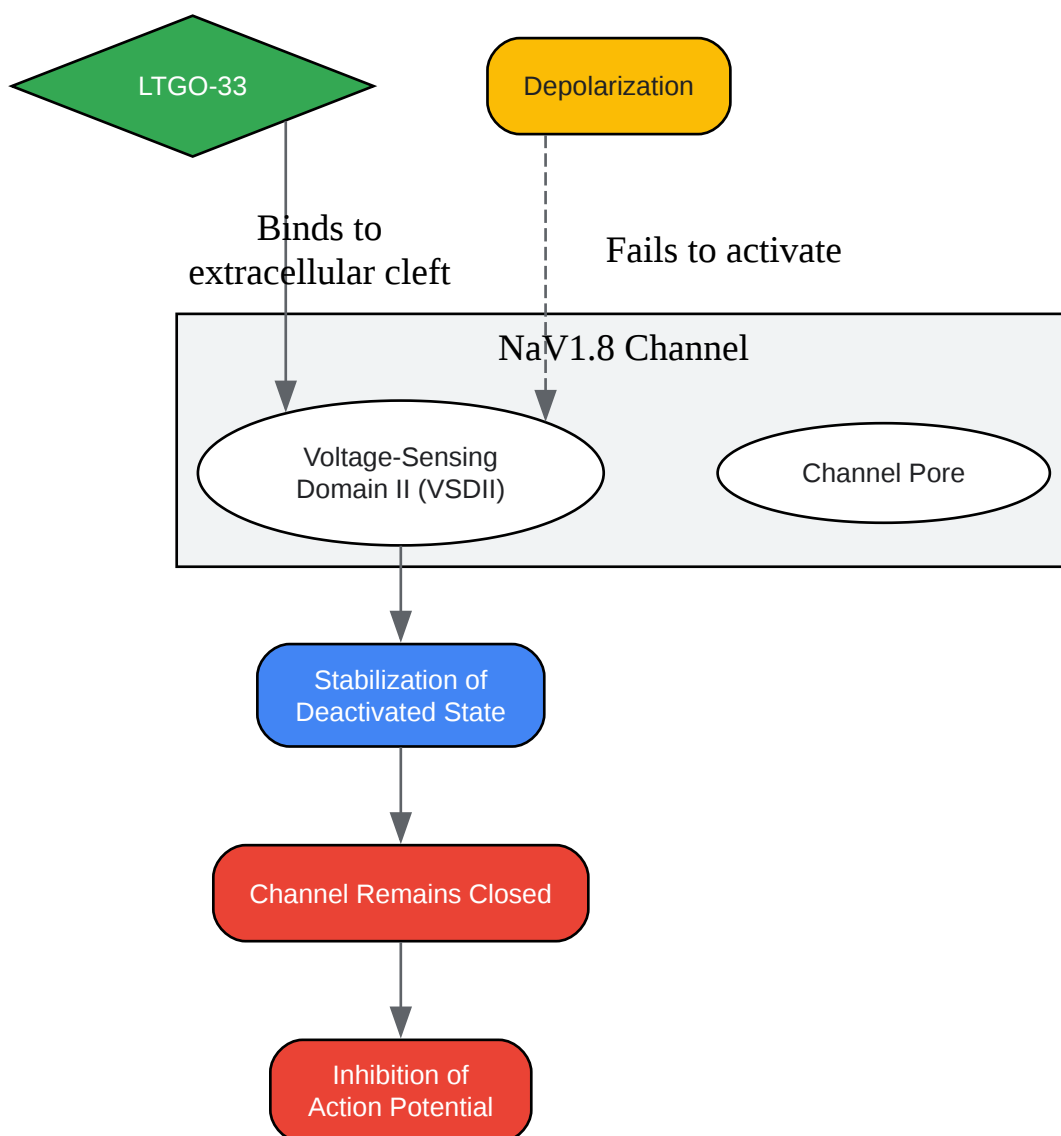 LTGO-33
Depolarization
Binds to
extracellular cleft
Fails to activate
NaV1.8 Channel
Voltage-Sensing
Domain II (VSDII)
Channel Pore
Stabilization of
Deactivated State
Channel Remains Closed
Inhibition of
Action Potential